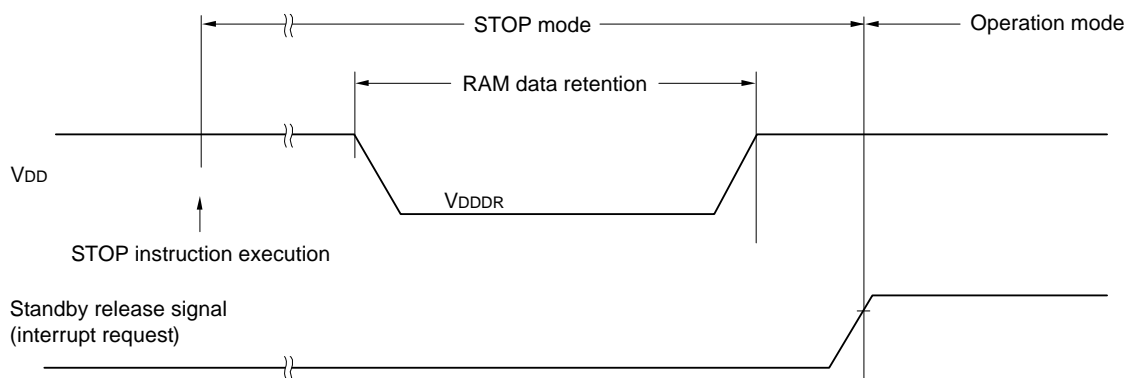 STOP mode
Operation mode
RAM data retention
VDD
VDDDR
STOP instruction execution
Standby release signal
(interrupt request)